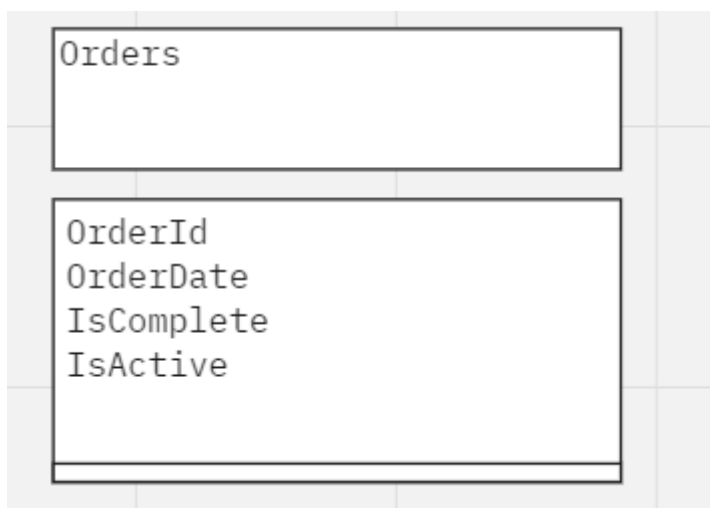 Orders
OrderId
OrderDate
IsComplete
IsActive